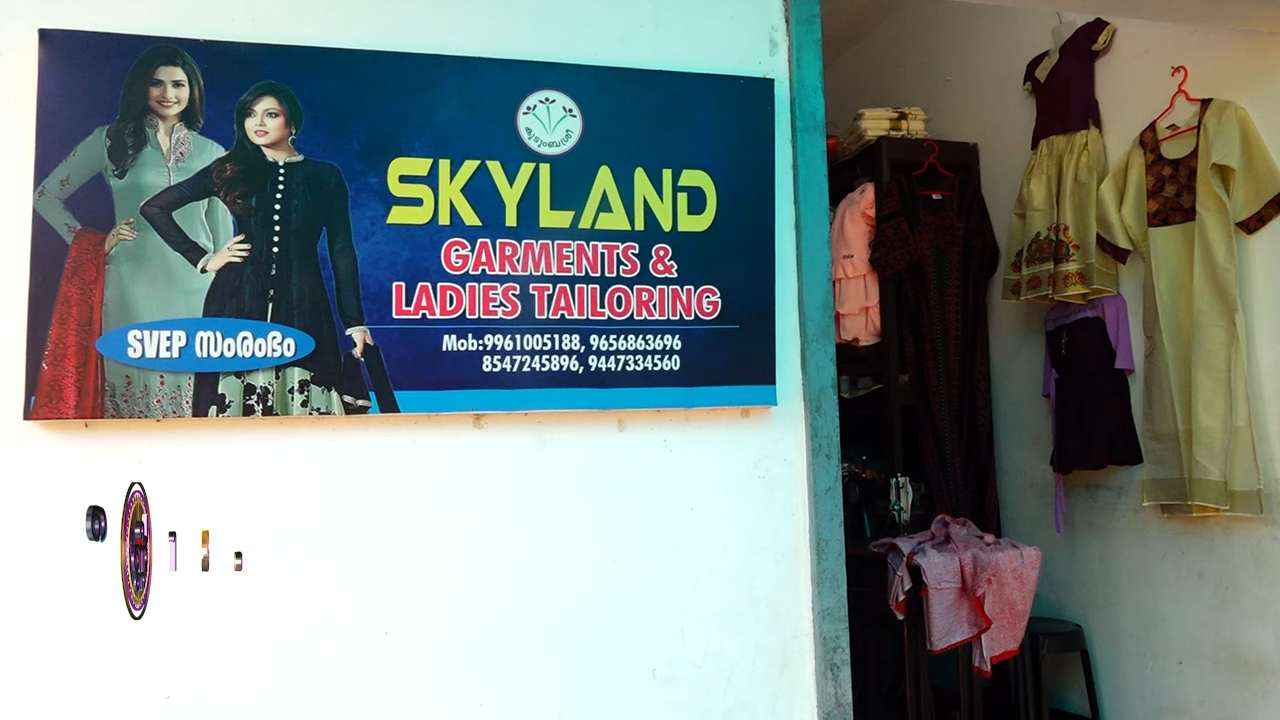 കുടുംബശ്രീ
SKYLAND
GARMENTS &
LADIES TAILORING
SVEP സംരംഭം
Mob:9961005188, 9656863696
8547245896, 9447334560